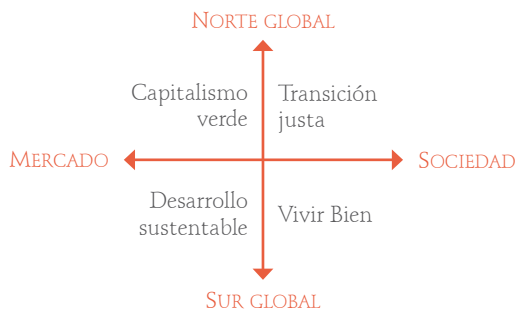 NORTE GLOBAL
Capitalismo
verde
Transición
justa
MERCADO
SOCIEDAD
Desarrollo
sustentable
Vivir Bien
SUR GLOBAL